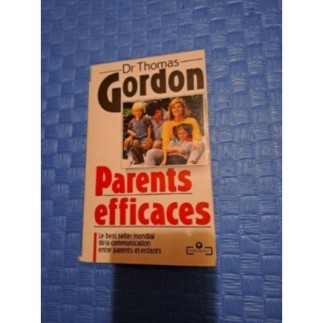 Dr Thomas
Gordon
Parents
efficaces
Le best seller mondial
de la communication
entre parents et enfants